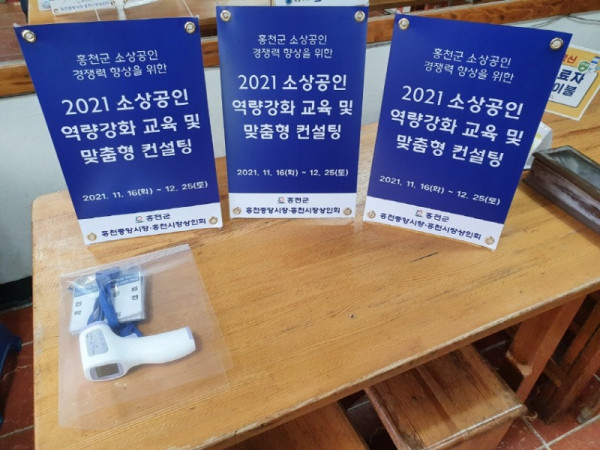 홍천군 소상공인
경쟁력 향상을 위한
2021 소상공인
역량강화 교육 및
맞춤형 컨설팅
2021. 11. 16(화) ~ 12. 25(토)
홍천군
홍천중앙시장·홍천시장상인회
홍천군 소상공인
경쟁력 향상을 위한
2021 소상공인
역량강화 교육 및
맞춤형 컨설팅
2021. 11. 16(화) ~ 12. 25(토)
홍천군
홍천중앙시장·홍천시장상인회
홍천군 소상공인
경쟁력 향상을 위한
2021 소상공인
역량강화 교육 및
맞춤형 컨설팅
2021. 11. 16(화) ~ 12. 25(토)
홍천군
홍천중앙시장·홍천시장상인회